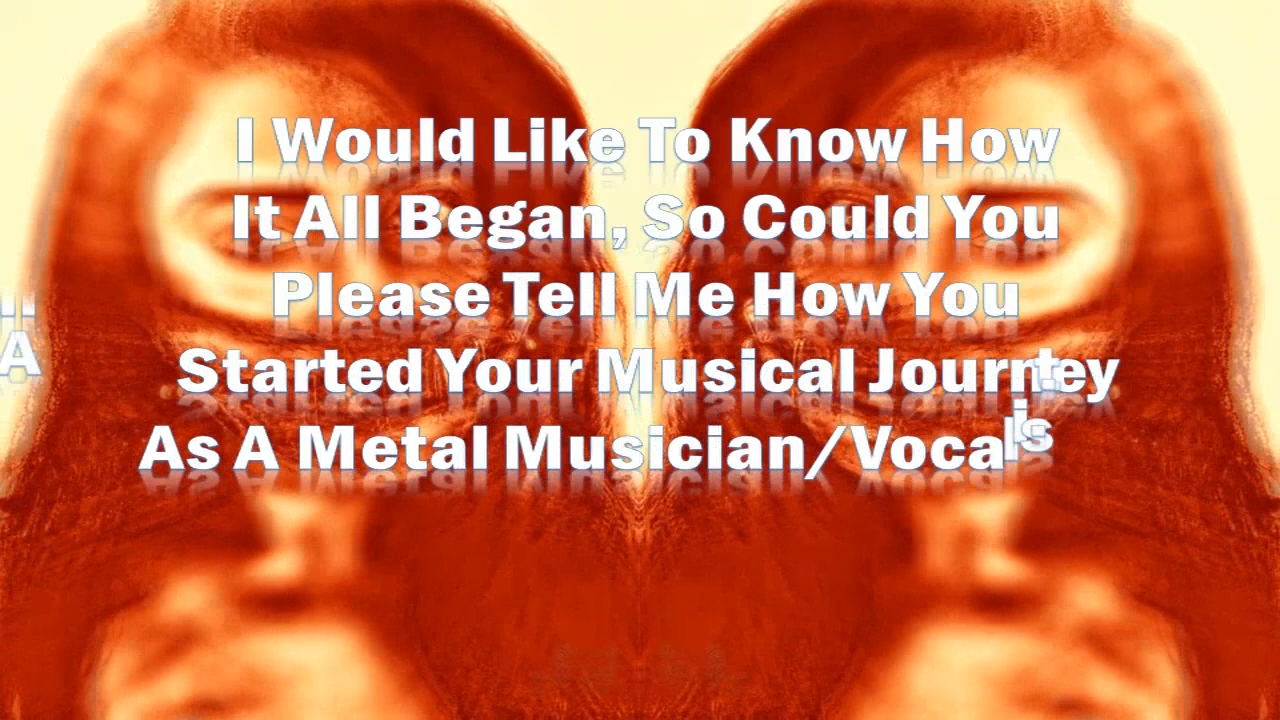 I Would Like To Know How
It All Began, So Could You
Please Tell Me How You
Started Your Musical Journey
As A Metal Musician/Vocalis
A